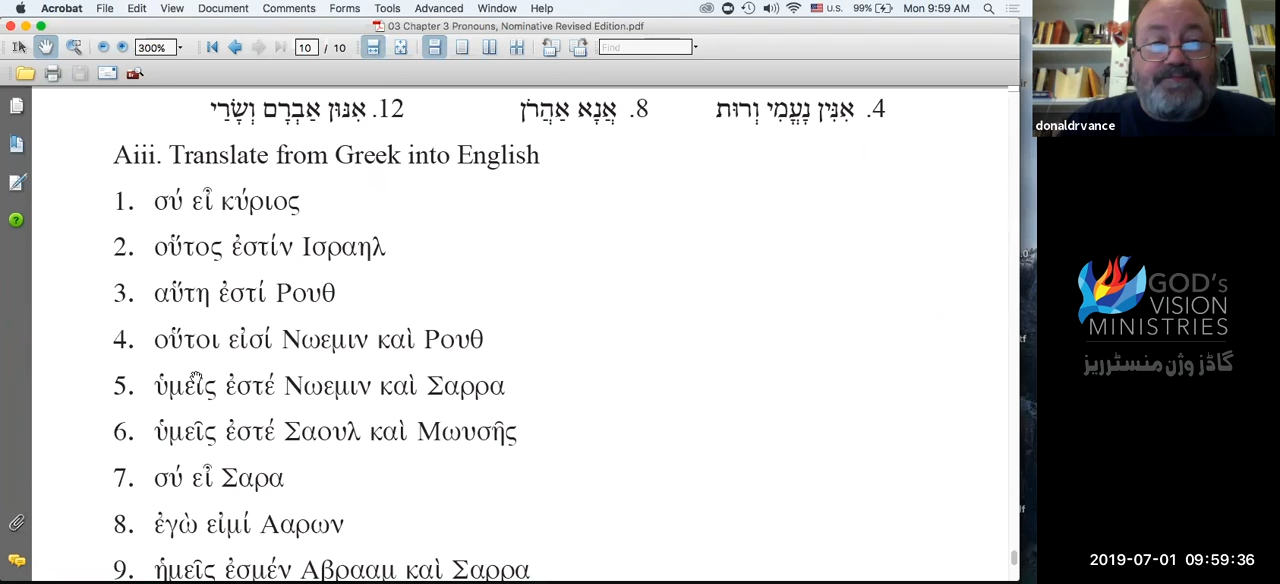 Acrobat File Edit View Document Comments Forms Tools Advanced Window Help U.S. 99% Mon 9:59 AM
03 Chapter 3 Pronouns, Nominative Revised Edition.pdf
300% 10 / 10 Find
4. אִנִּין נָעֳמִי וְרוּת 8. אֲנָא אַהֲרֹן 12. אִנּוּן אַבְרָם וְשָׂרַי
Aiii. Translate from Greek into English
1. σύ εἶ κύριος
2. οὕτος ἐστίν Ισραηλ
3. αὕτη ἐστί Ρουθ
4. οὕτοι εἰσί Νωεμιν καὶ Ρουθ
5. ὑμεῖς ἐστέ Νωεμιν καὶ Σαρρα
6. ὑμεῖς ἐστέ Σαουλ καὶ Μωυσῆς
7. σύ εἶ Σαρα
8. ἐγὼ εἰμί Ααρων
9. ἡμεῖς ἐσμέν Αβρααμ καὶ Σαρρα
donaldrvance
GOD's
VISION
MINISTRIES
گاڈز وژن منسٹریز
2019-07-01 09:59:36